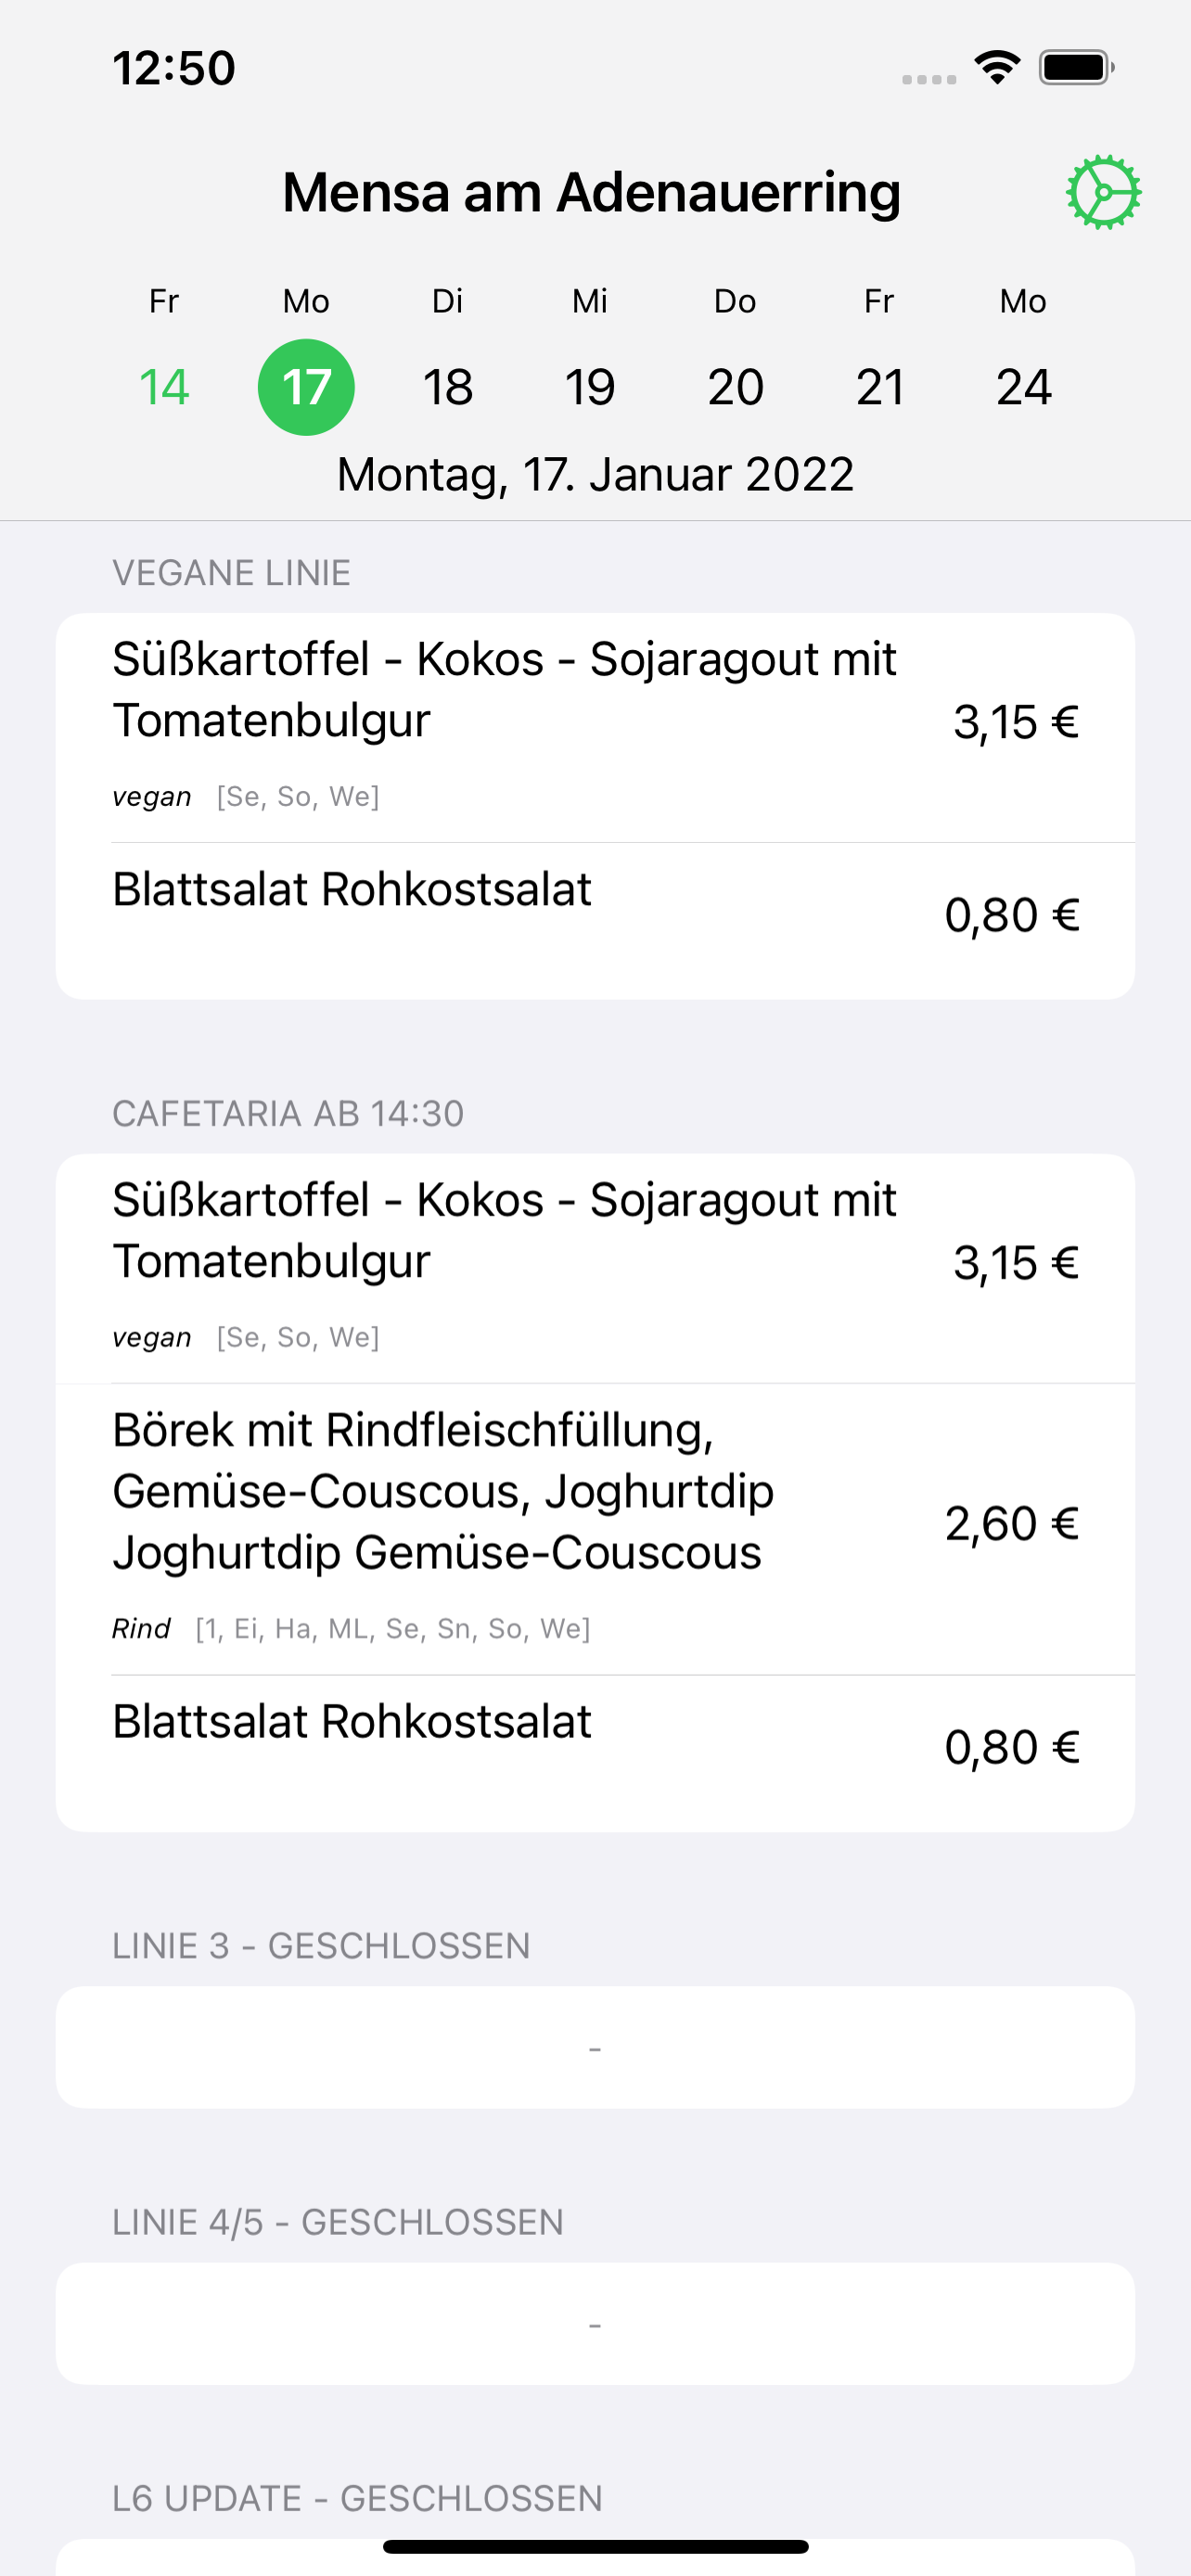 12:50
Mensa am Adenauerring
Fr Mo Di Mi Do Fr Mo
14 17 18 19 20 21 24
Montag, 17. Januar 2022
VEGANE LINIE
Süßkartoffel - Kokos - Sojaragout mit
Tomatenbulgur
3,15 €
vegan [Se, So, We]
Blattsalat Rohkostsalat
0,80 €
CAFETARIA AB 14:30
Süßkartoffel - Kokos - Sojaragout mit
Tomatenbulgur
3,15 €
vegan [Se, So, We]
Börek mit Rindfleischfüllung,
Gemüse-Couscous, Joghurtdip
Joghurtdip Gemüse-Couscous
2,60 €
Rind [1, Ei, Ha, ML, Se, Sn, So, We]
Blattsalat Rohkostsalat
0,80 €
LINIE 3 - GESCHLOSSEN
-
LINIE 4/5 - GESCHLOSSEN
-
L6 UPDATE - GESCHLOSSEN